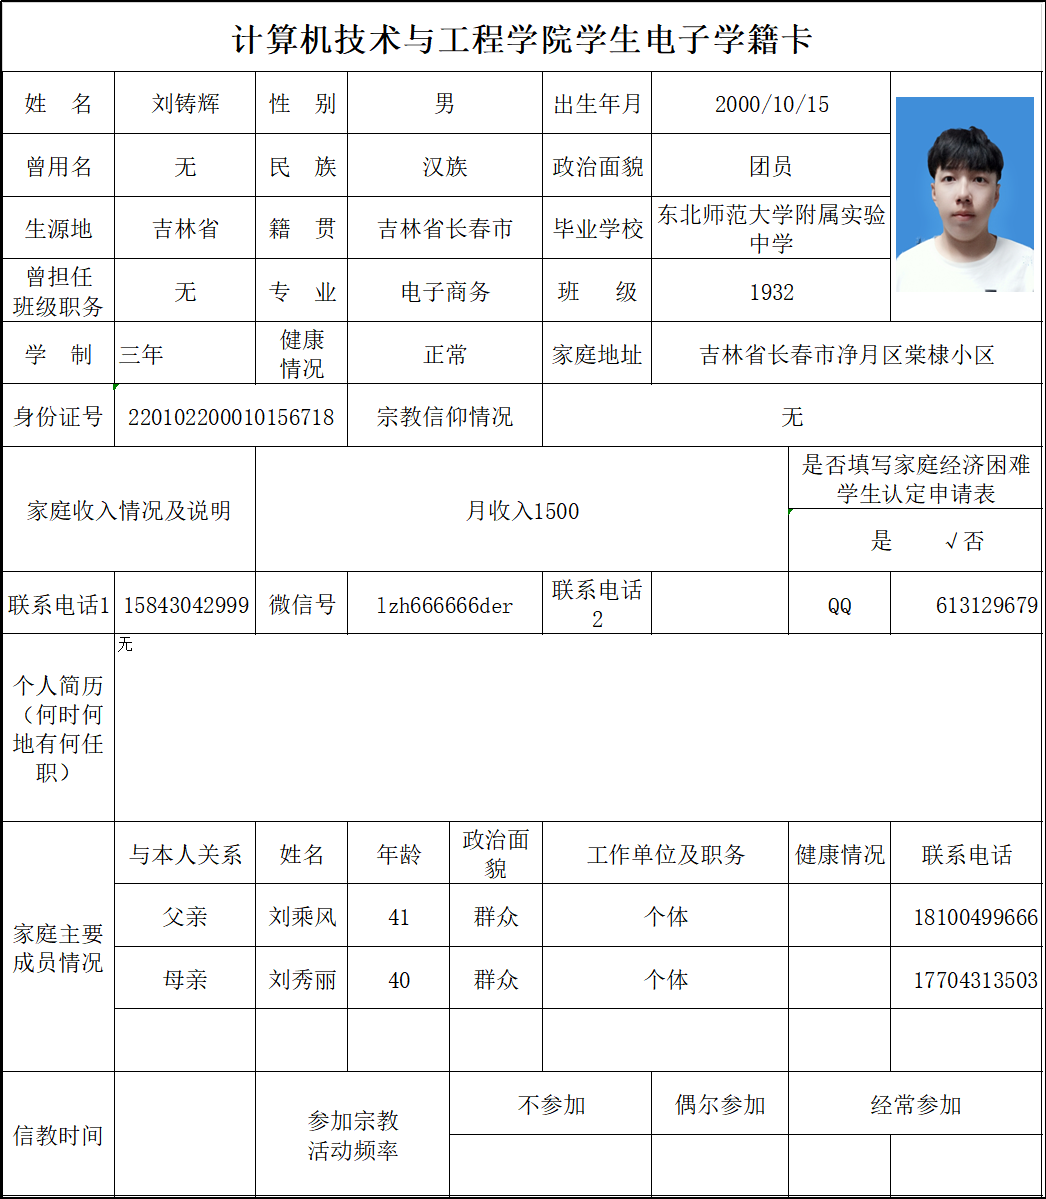 计算机技术与工程学院学生电子学籍卡
姓 名 刘铸辉 性 别 男 出生年月 2000/10/15
曾用名 无 民 族 汉族 政治面貌 团员
生源地 吉林省 籍 贯 吉林省长春市 毕业学校 东北师范大学附属实验
中学
曾担任
班级职务 无 专 业 电子商务 班 级 1932
学 制 三年 健康
情况 正常 家庭地址 吉林省长春市净月区棠棣小区
身份证号 220102200010156718 宗教信仰情况 无
家庭收入情况及说明 月收入1500 是否填写家庭经济困难
学生认定申请表
是 √否
联系电话1 15843042999 微信号 lzh666666der 联系电话
2 QQ 613129679
个人简历
（何时何
地有何任
职） 无
家庭主要
成员情况 与本人关系 姓名 年龄 政治面
貌 工作单位及职务 健康情况 联系电话
父亲 刘乘风 41 群众 个体 18100499666
母亲 刘秀丽 40 群众 个体 17704313503
信教时间 参加宗教
活动频率 不参加 偶尔参加 经常参加